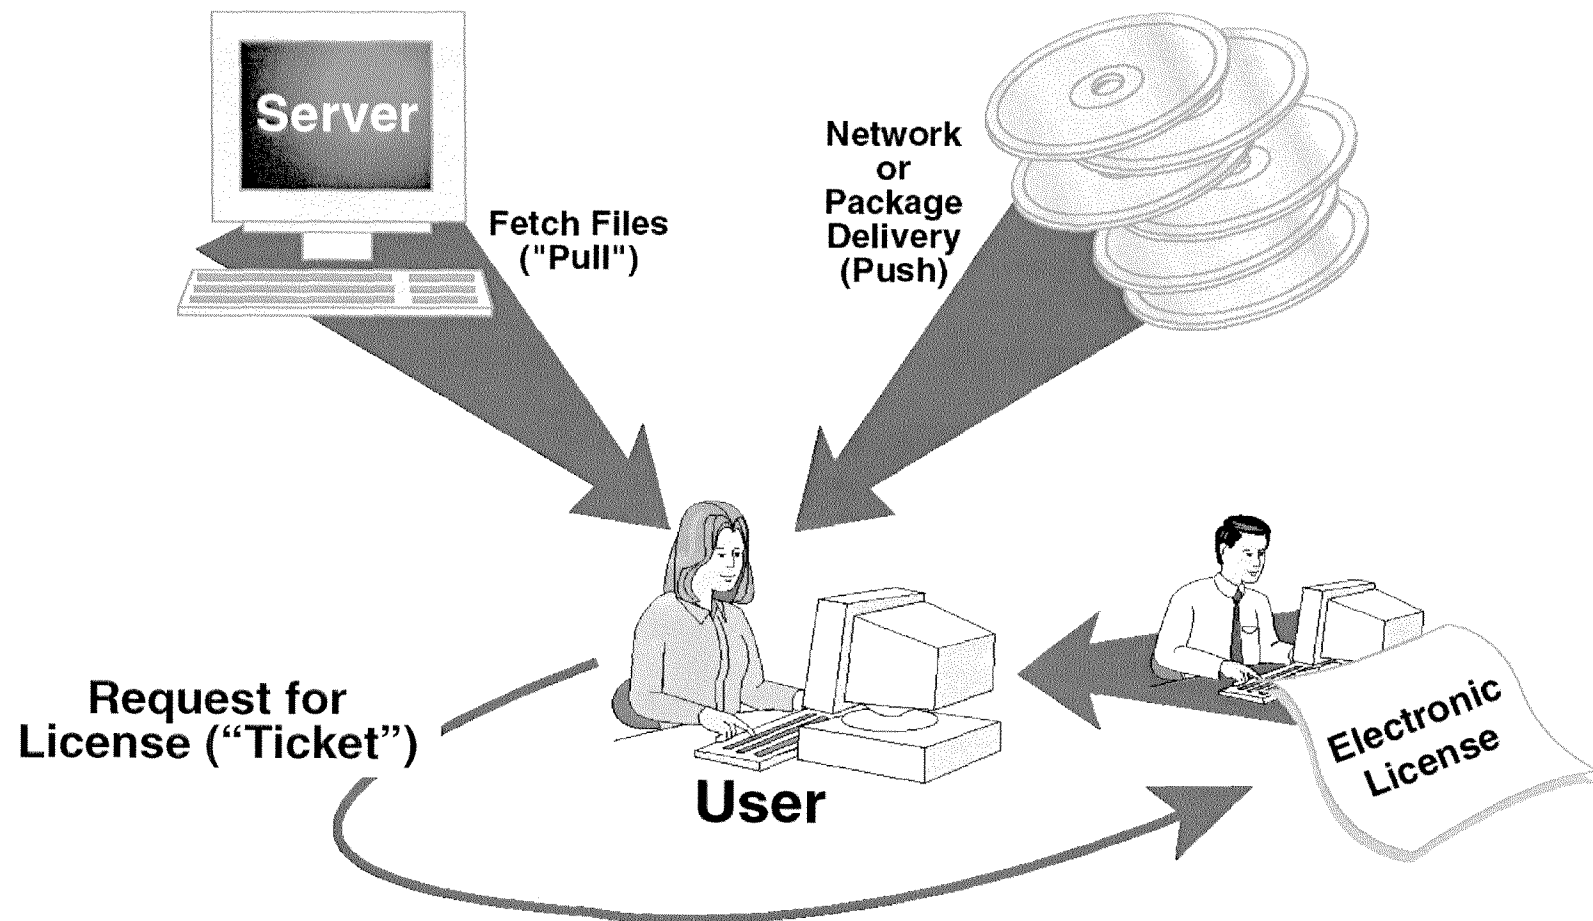 Server
Fetch Files
("Pull")
Network
or
Package
Delivery
(Push)
Request for
License (“Ticket”)
User
Electronic
License